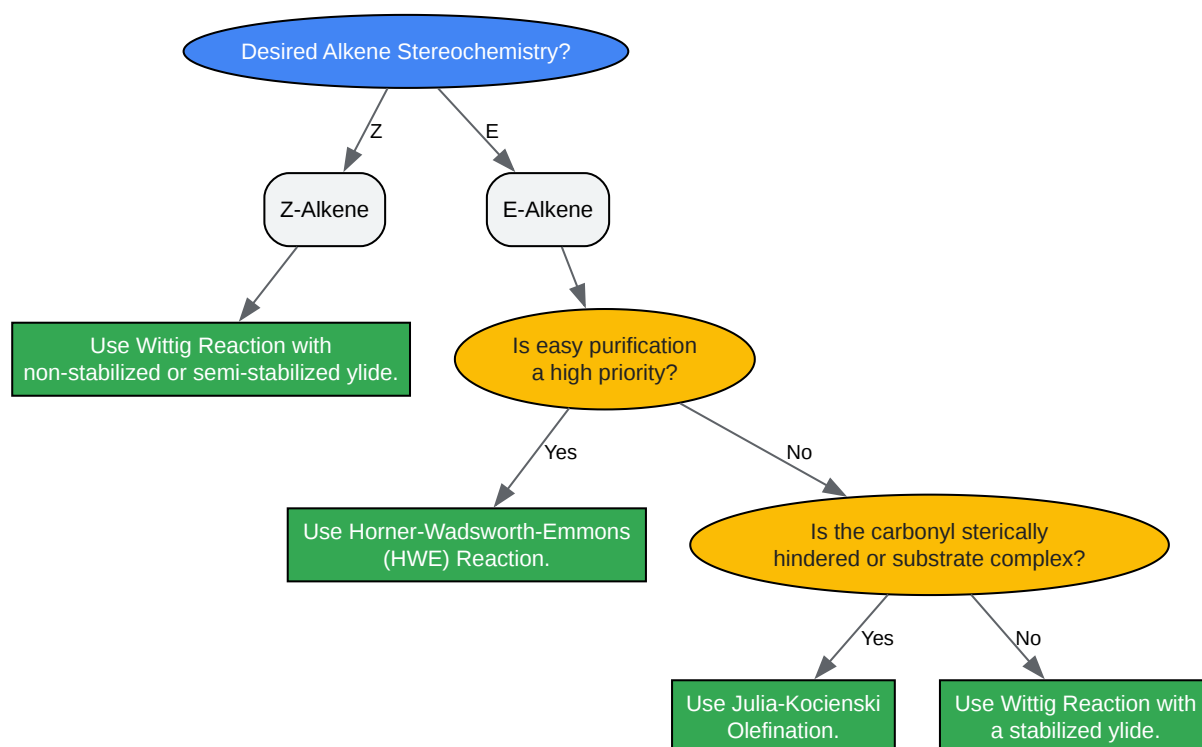 Desired Alkene Stereochemistry?
Z
E
Z-Alkene
E-Alkene
Use Wittig Reaction with
non-stabilized or semi-stabilized ylide.
Is easy purification
a high priority?
Yes
No
Use Horner-Wadsworth-Emmons
(HWE) Reaction.
Is the carbonyl sterically
hindered or substrate complex?
Yes
No
Use Julia-Kocienski
Olefination.
Use Wittig Reaction with
a stabilized ylide.